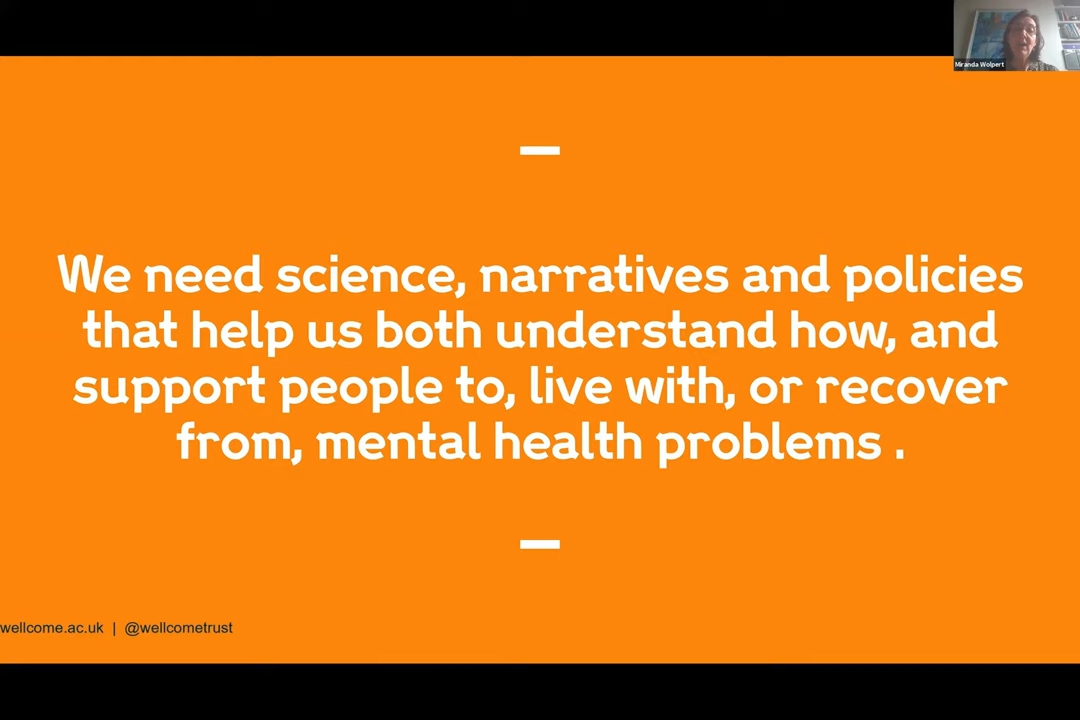 Miranda Wolpert
We need science, narratives and policies
that help us both understand how, and
support people to, live with, or recover
from, mental health problems .
wellcome.ac.uk | @wellcometrust